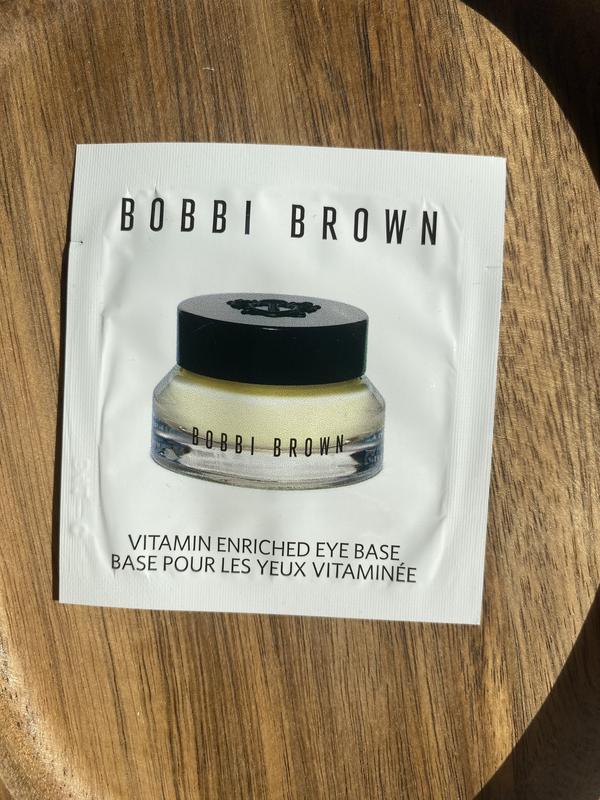 BOBBI BROWN
BOBBI BROWN
VITAMIN ENRICHED EYE BASE
BASE POUR LES YEUX VITAMINÉE